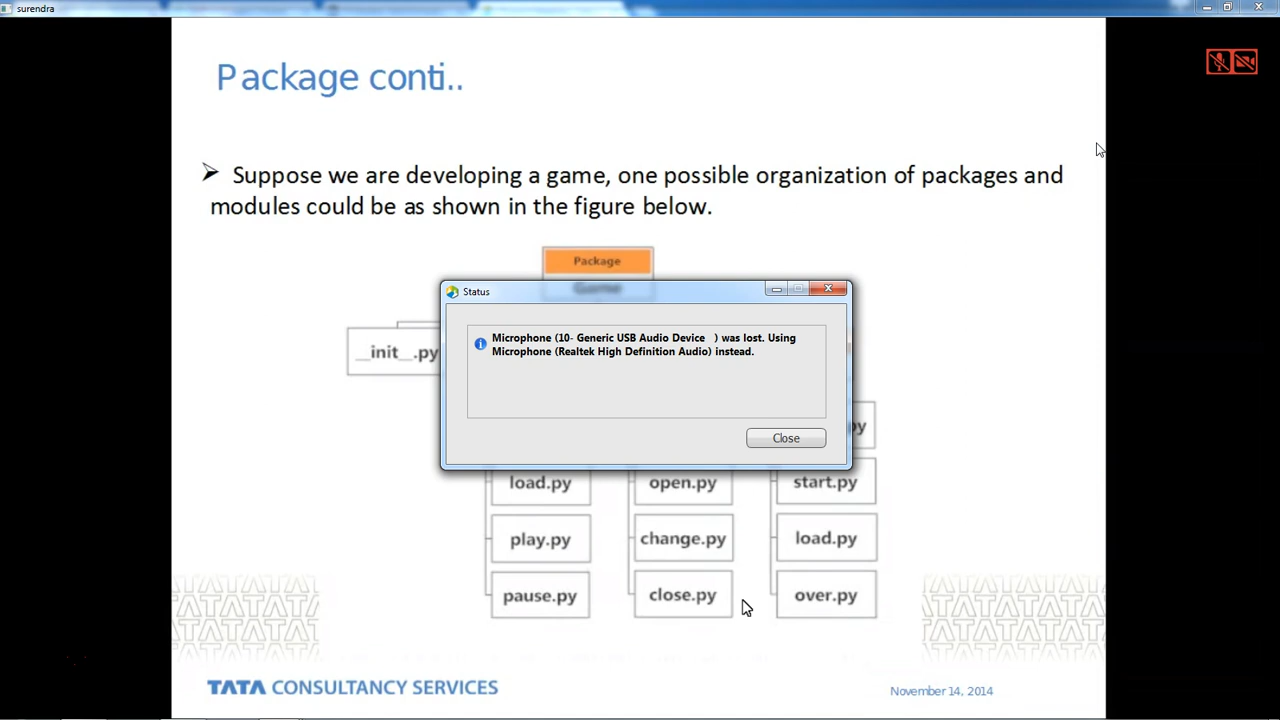 surendra
Package conti..
➤ Suppose we are developing a game, one possible organization of packages and
modules could be as shown in the figure below.
Package
Game
Status
__init__.py
Microphone (10- Generic USB Audio Device   ) was lost. Using
Microphone (Realtek High Definition Audio) instead.
Close
py
load.py
open.py
start.py
play.py
change.py
load.py
pause.py
close.py
over.py
TATA CONSULTANCY SERVICES
November 14, 2014